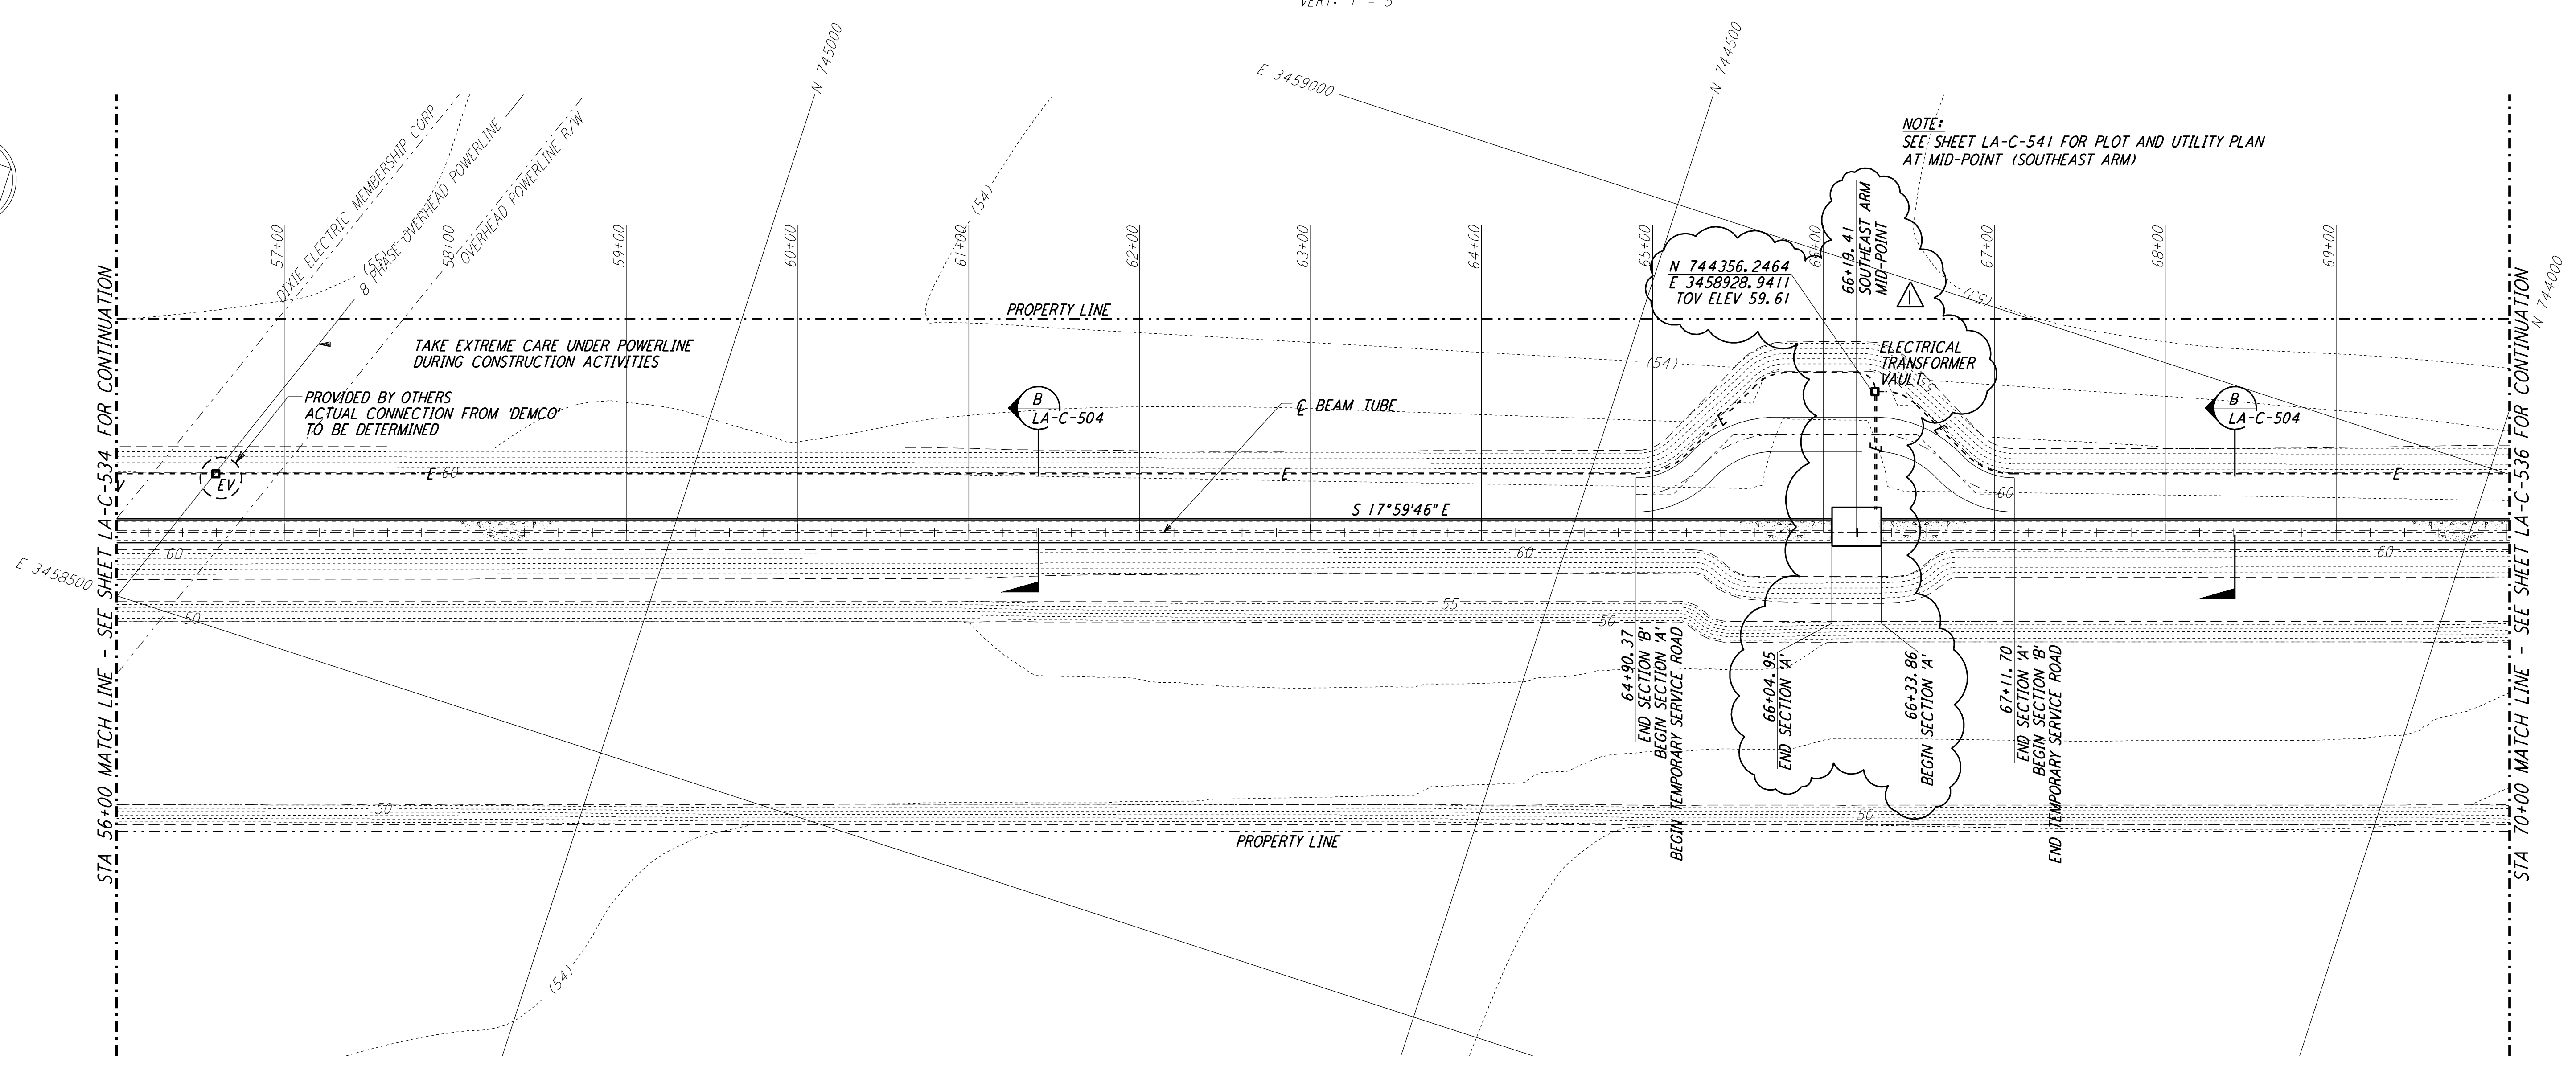 VERT. 1" = 5'
N 745000
E 3459000
N 744500
NOTE:
SEE SHEET LA-C-541 FOR PLOT AND UTILITY PLAN
AT MID-POINT (SOUTHEAST ARM)
DIXIE ELECTRIC MEMBERSHIP CORP
(55)
8 PHASE OVERHEAD POWERLINE
OVERHEAD POWERLINE R/W
(54)
57+00
58+00
59+00
60+00
61+00
62+00
63+00
64+00
65+00
66+00
67+00
68+00
69+00
66+19.41
SOUTHEAST ARM
MID-POINT
1
N 744356.2464
E 3458928.9411
TOV ELEV 59.61
(53)
N 744000
PROPERTY LINE
TAKE EXTREME CARE UNDER POWERLINE
DURING CONSTRUCTION ACTIVITIES
(54)
ELECTRICAL
TRANSFORMER
VAULT
55
PROVIDED BY OTHERS
ACTUAL CONNECTION FROM 'DEMCO'
TO BE DETERMINED
B
LA-C-504
℄ BEAM TUBE
B
LA-C-504
EV
E
60
E
E
E
E
60
S 17°59'46" E
60
60
60
E 3458500
50
55
50
64+90.37
END SECTION 'B'
BEGIN SECTION 'A'
BEGIN TEMPORARY SERVICE ROAD
66+04.95
END SECTION 'A'
66+33.86
BEGIN SECTION 'A'
67+11.70
END SECTION 'A'
BEGIN SECTION 'B'
END TEMPORARY SERVICE ROAD
50
50
PROPERTY LINE
(54)
STA 56+00 MATCH LINE - SEE SHEET LA-C-534 FOR CONTINUATION
STA 70+00 MATCH LINE - SEE SHEET LA-C-536 FOR CONTINUATION